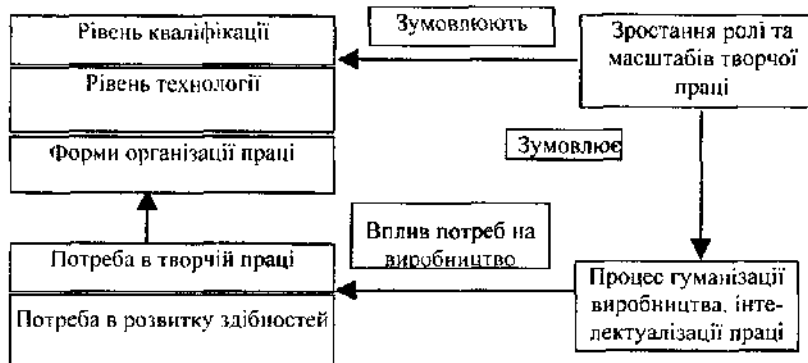 Рівень кваліфікації
Зумовлюють
Зростання ролі та
масштабів творчої
праці
Рівень технології
Форми організації праці
Зумовлює
Вплив потреб на
виробництво
Потреба в творчій праці
Потреба в розвитку здібностей
Процес гуманізації
виробництва, інте-
лектуалізації праці